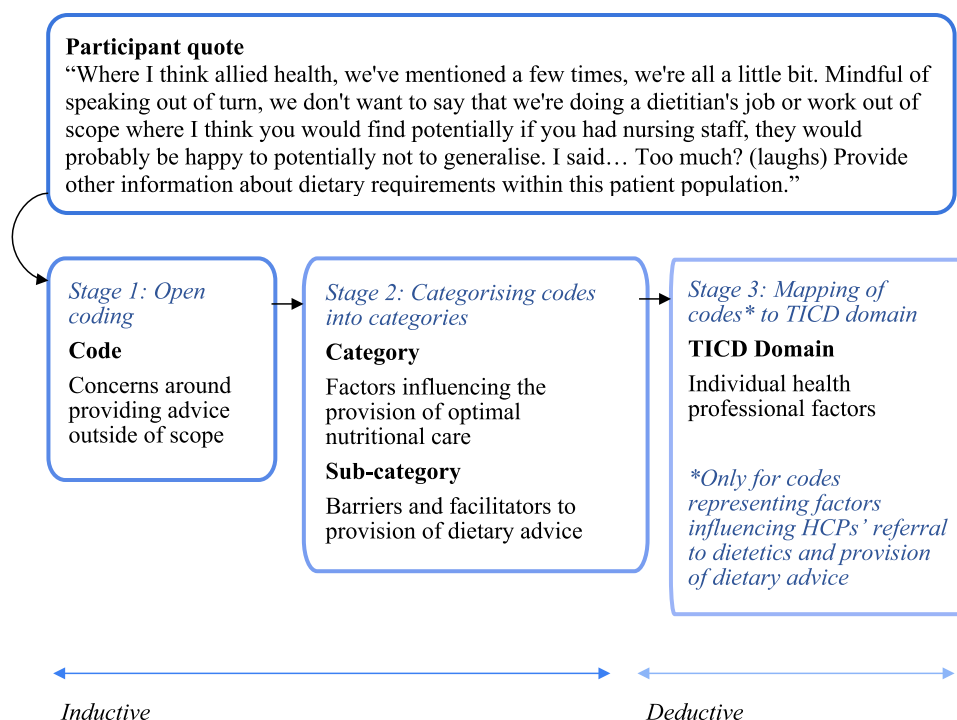 Participant quote
“Where I think allied health, we've mentioned a few times, we're all a little bit. Mindful of
speaking out of turn, we don't want to say that we're doing a dietitian's job or work out of
scope where I think you would find potentially if you had nursing staff, they would
probably be happy to potentially not to generalise. I said… Too much? (laughs) Provide
other information about dietary requirements within this patient population.”
Stage 1: Open
coding
Code
Concerns around
providing advice
outside of scope
Stage 2: Categorising codes
into categories
Category
Factors influencing the
provision of optimal
nutritional care
Sub-category
Barriers and facilitators to
provision of dietary advice
Stage 3: Mapping of
codes* to TICD domain
TICD Domain
Individual health
professional factors
*Only for codes
representing factors
influencing HCPs’ referral
to dietetics and provision
of dietary advice
Inductive
Deductive